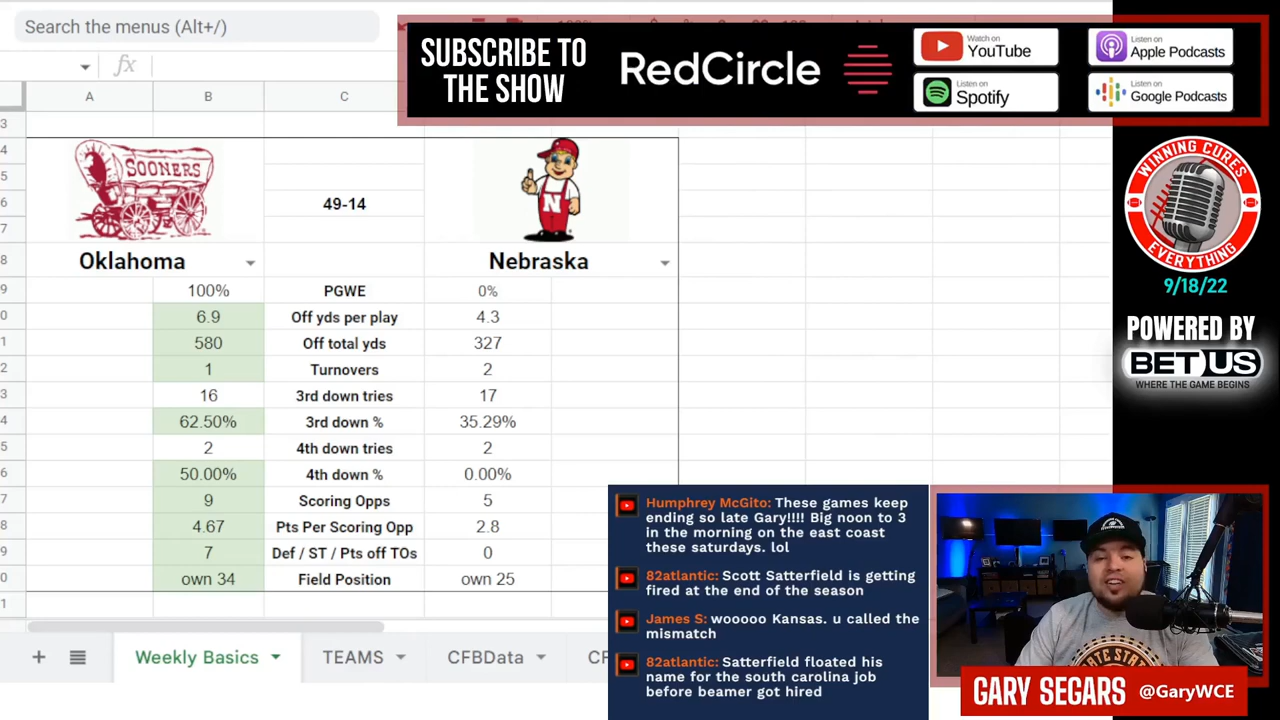 Search the menus (Alt+/)
SUBSCRIBE TO
THE SHOW
RedCircle
Watch on
YouTube
Listen on
Spotify
Listen on
Apple Podcasts
Listen on
Google Podcasts
fx
A B C
3
4
SOONERS
5
6 49-14
N
7
8 Oklahoma Nebraska
9 100% PGWE 0%
0 6.9 Off yds per play 4.3
1 580 Off total yds 327
2 1 Turnovers 2
3 16 3rd down tries 17
4 62.50% 3rd down % 35.29%
5 2 4th down tries 2
6 50.00% 4th down % 0.00%
7 9 Scoring Opps 5
8 4.67 Pts Per Scoring Opp 2.8
9 7 Def / ST / Pts off TOs 0
0 own 34 Field Position own 25
1
+ Weekly Basics TEAMS CFBData CF
WINNING CURES
EVERYTHING
9/18/22
POWERED BY
BETUS
WHERE THE GAME BEGINS
Humphrey McGito: These games keep
ending so late Gary!!!! Big noon to 3
in the morning on the east coast
these saturdays. lol
82atlantic: Scott Satterfield is getting
fired at the end of the season
James S: wooooo Kansas. u called the
mismatch
82atlantic: Satterfield floated his
name for the south carolina job
before beamer got hired
GARY SEGARS @GaryWCE